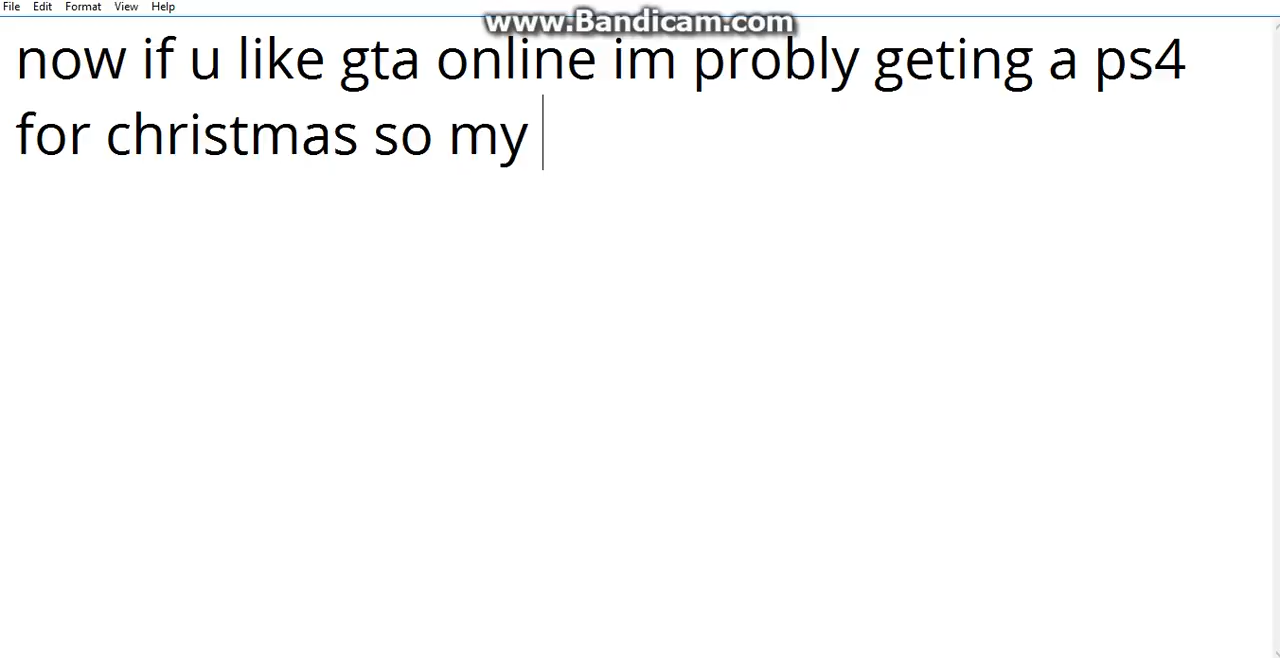 File Edit Format View Help
www.Bandicam.com
now if u like gta online im probly geting a ps4
for christmas so my